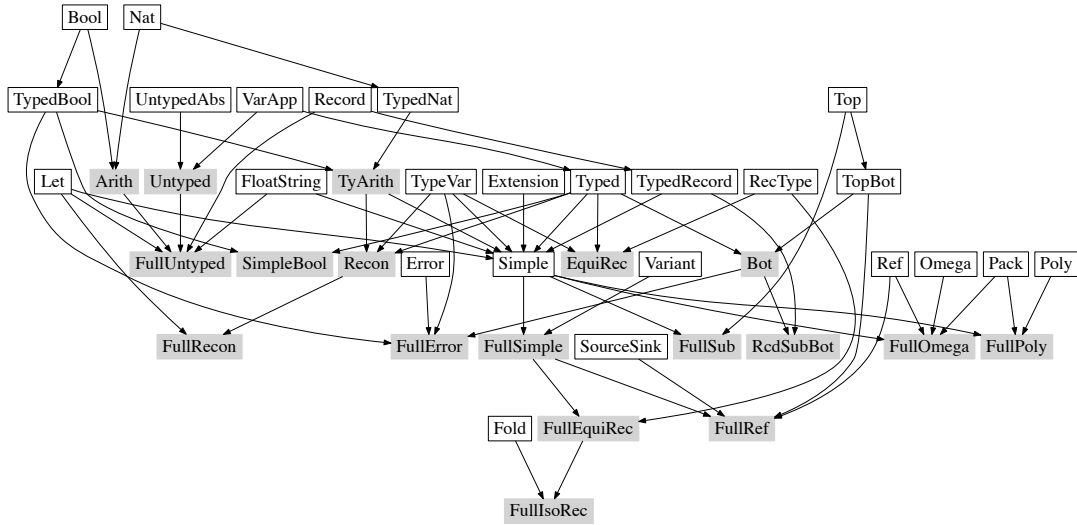 Bool
Nat
TypedBool
UntypedAbs
VarApp
Record
TypedNat
Top
Let
Arith
Untyped
FloatString
TyArith
TypeVar
Extension
Typed
TypedRecord
RecType
TopBot
FullUntyped
SimpleBool
Recon
Error
Simple
EquiRec
Variant
Bot
Ref
Omega
Pack
Poly
FullRecon
FullError
FullSimple
SourceSink
FullSub
RcdSubBot
FullOmega
FullPoly
Fold
FullEquiRec
FullRef
FullIsoRec